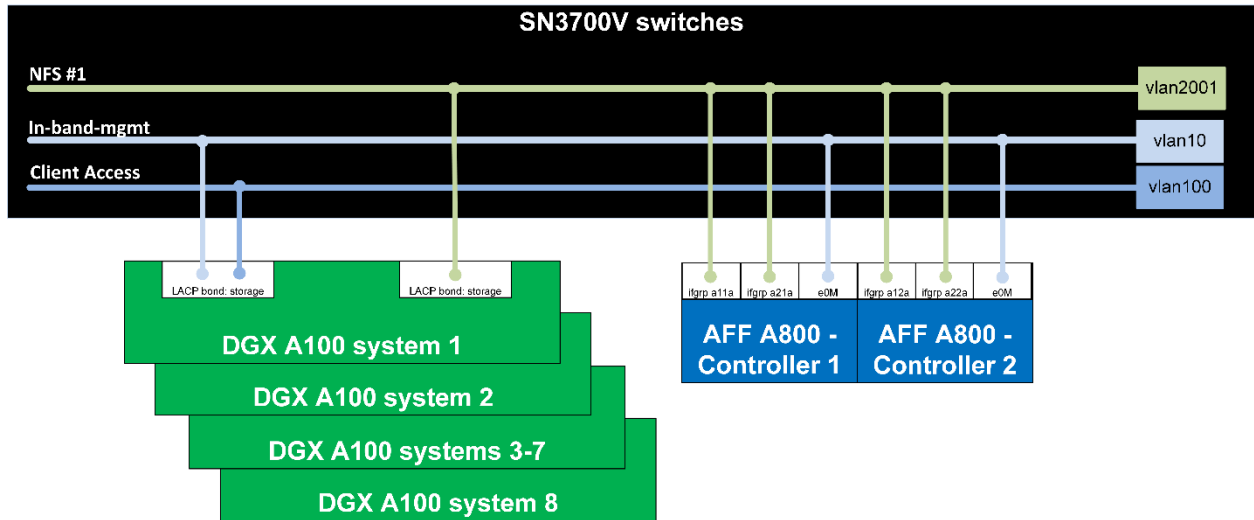 SN3700V switches
NFS #1
vlan2001
In-band-mgmt
vlan10
Client Access
vlan100
LACP bond: storage
LACP bond: storage
ifgrp a11a
ifgrp a21a
e0M
ifgrp a12a
ifgrp a22a
e0M
DGX A100 system 1
AFF A800 -
Controller 1
AFF A800 -
Controller 2
DGX A100 system 2
DGX A100 systems 3-7
DGX A100 system 8